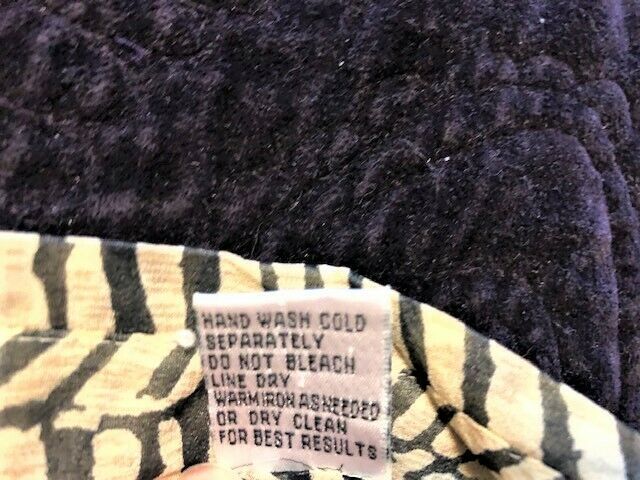 HAND WASH COLD
SEPARATELY
DO NOT BLEACH
LINE DRY
WARM IRON AS NEEDED
OR DRY CLEAN
FOR BEST RESULTS